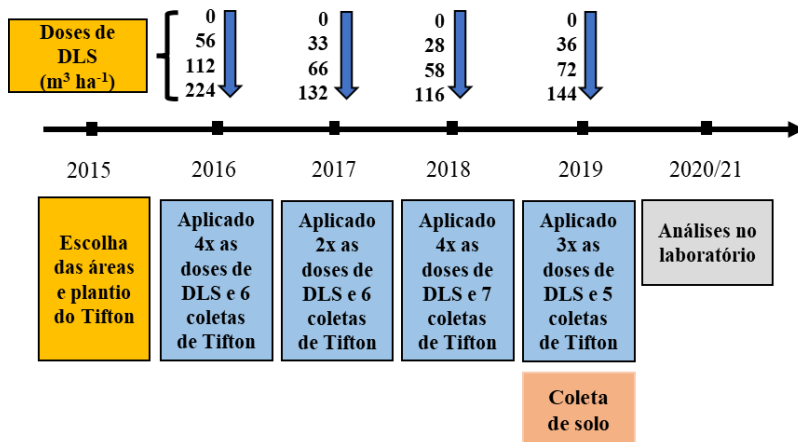 Doses de
DLS
(m³ ha⁻¹)
0
56
112
224
0
33
66
132
0
28
58
116
0
36
72
144
2015
2016
2017
2018
2019
2020/21
Escolha
das áreas
e plantio
do Tifton
Aplicado
4x as
doses de
DLS e 6
coletas
de Tifton
Aplicado
2x as
doses de
DLS e 6
coletas
de Tifton
Aplicado
4x as
doses de
DLS e 7
coletas
de Tifton
Aplicado
3x as
doses de
DLS e 5
coletas
de Tifton
Análises no
laboratório
Coleta
de solo